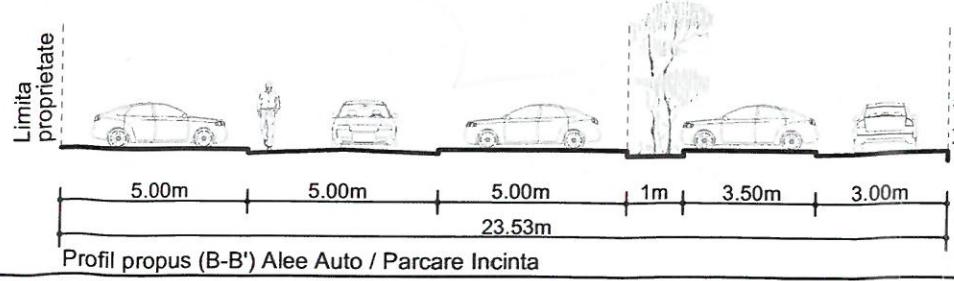 Limita
proprietate
5.00m 5.00m 5.00m 1m 3.50m 3.00m
23.53m
Profil propus (B-B') Alee Auto / Parcare Incinta